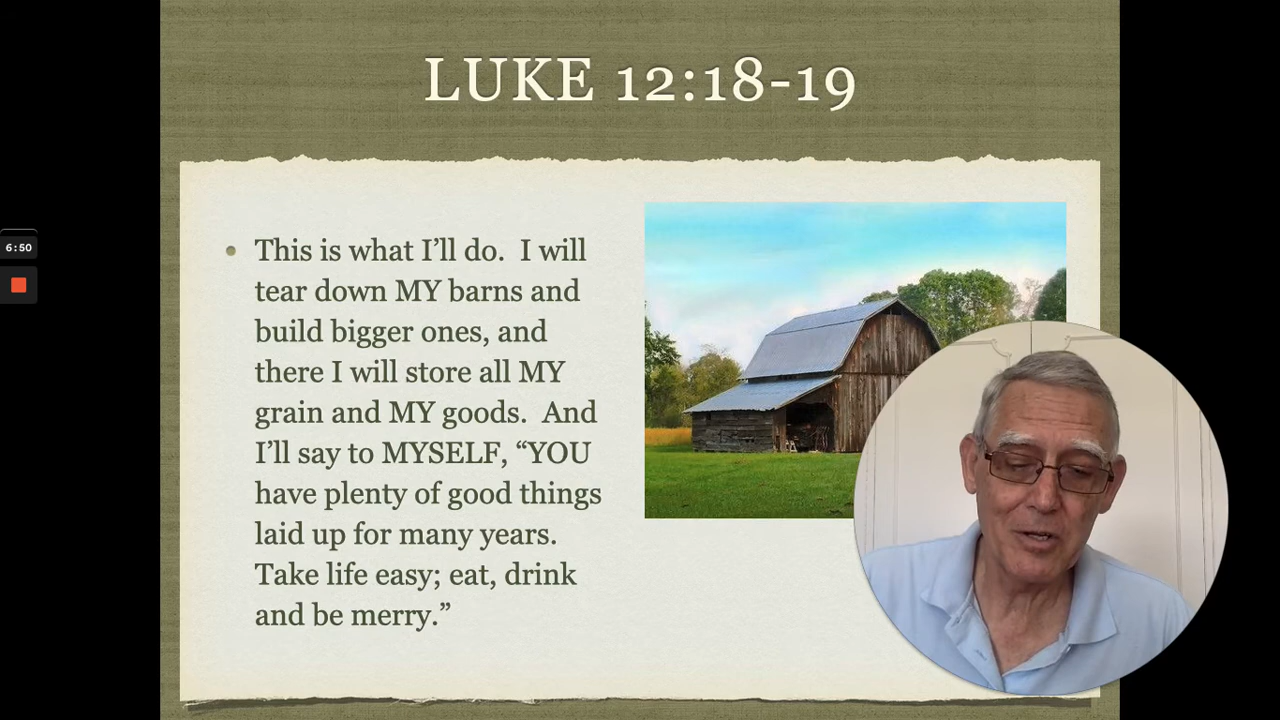 LUKE 12:18-19
6:50
This is what I’ll do.  I will
tear down MY barns and
build bigger ones, and
there I will store all MY
grain and MY goods.  And
I’ll say to MYSELF, “YOU
have plenty of good things
laid up for many years.
Take life easy; eat, drink
and be merry.”